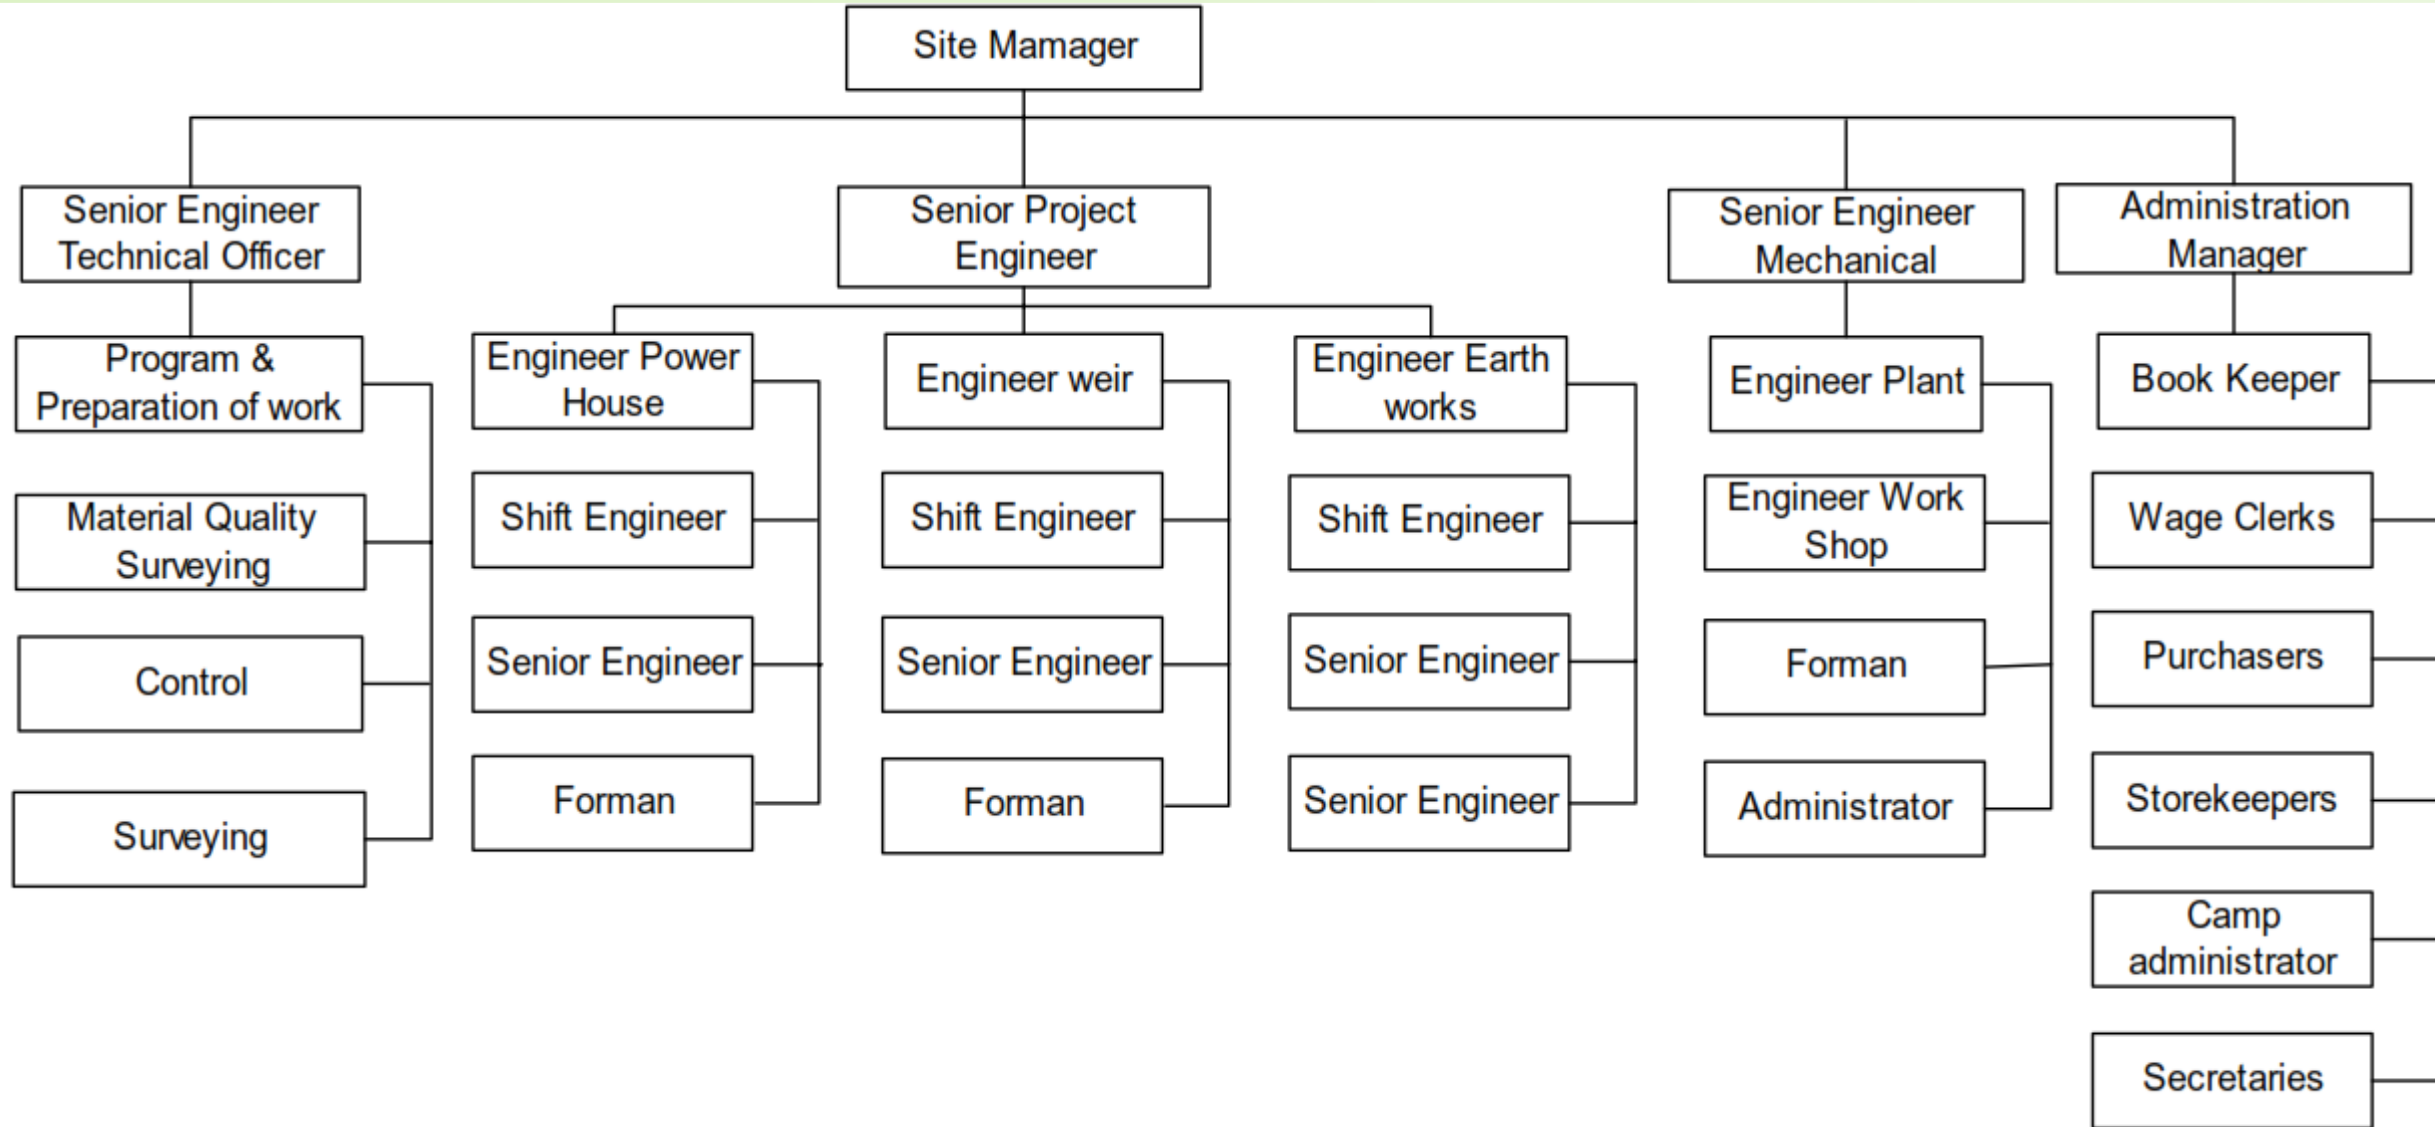 Site Mamager
Senior Engineer
Technical Officer
Senior Project
Engineer
Senior Engineer
Mechanical
Administration
Manager
Program &
Preparation of work
Engineer Power
House
Engineer weir
Engineer Earth
works
Engineer Plant
Book Keeper
Material Quality
Surveying
Shift Engineer
Shift Engineer
Shift Engineer
Engineer Work
Shop
Wage Clerks
Control
Senior Engineer
Senior Engineer
Senior Engineer
Forman
Purchasers
Surveying
Forman
Forman
Senior Engineer
Administrator
Storekeepers
Camp
administrator
Secretaries